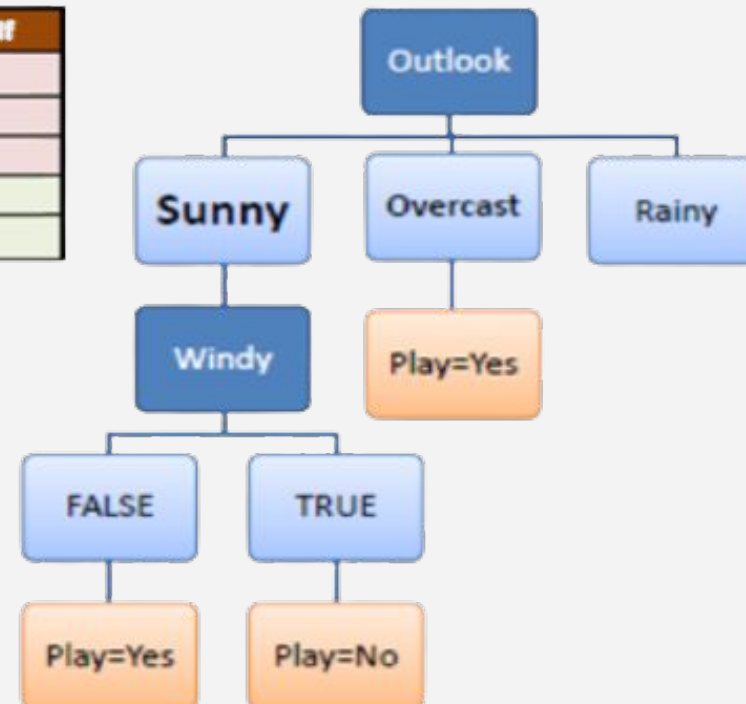 Outlook
Sunny
Overcast
Rainy
Windy
Play=Yes
FALSE
TRUE
Play=Yes
Play=No